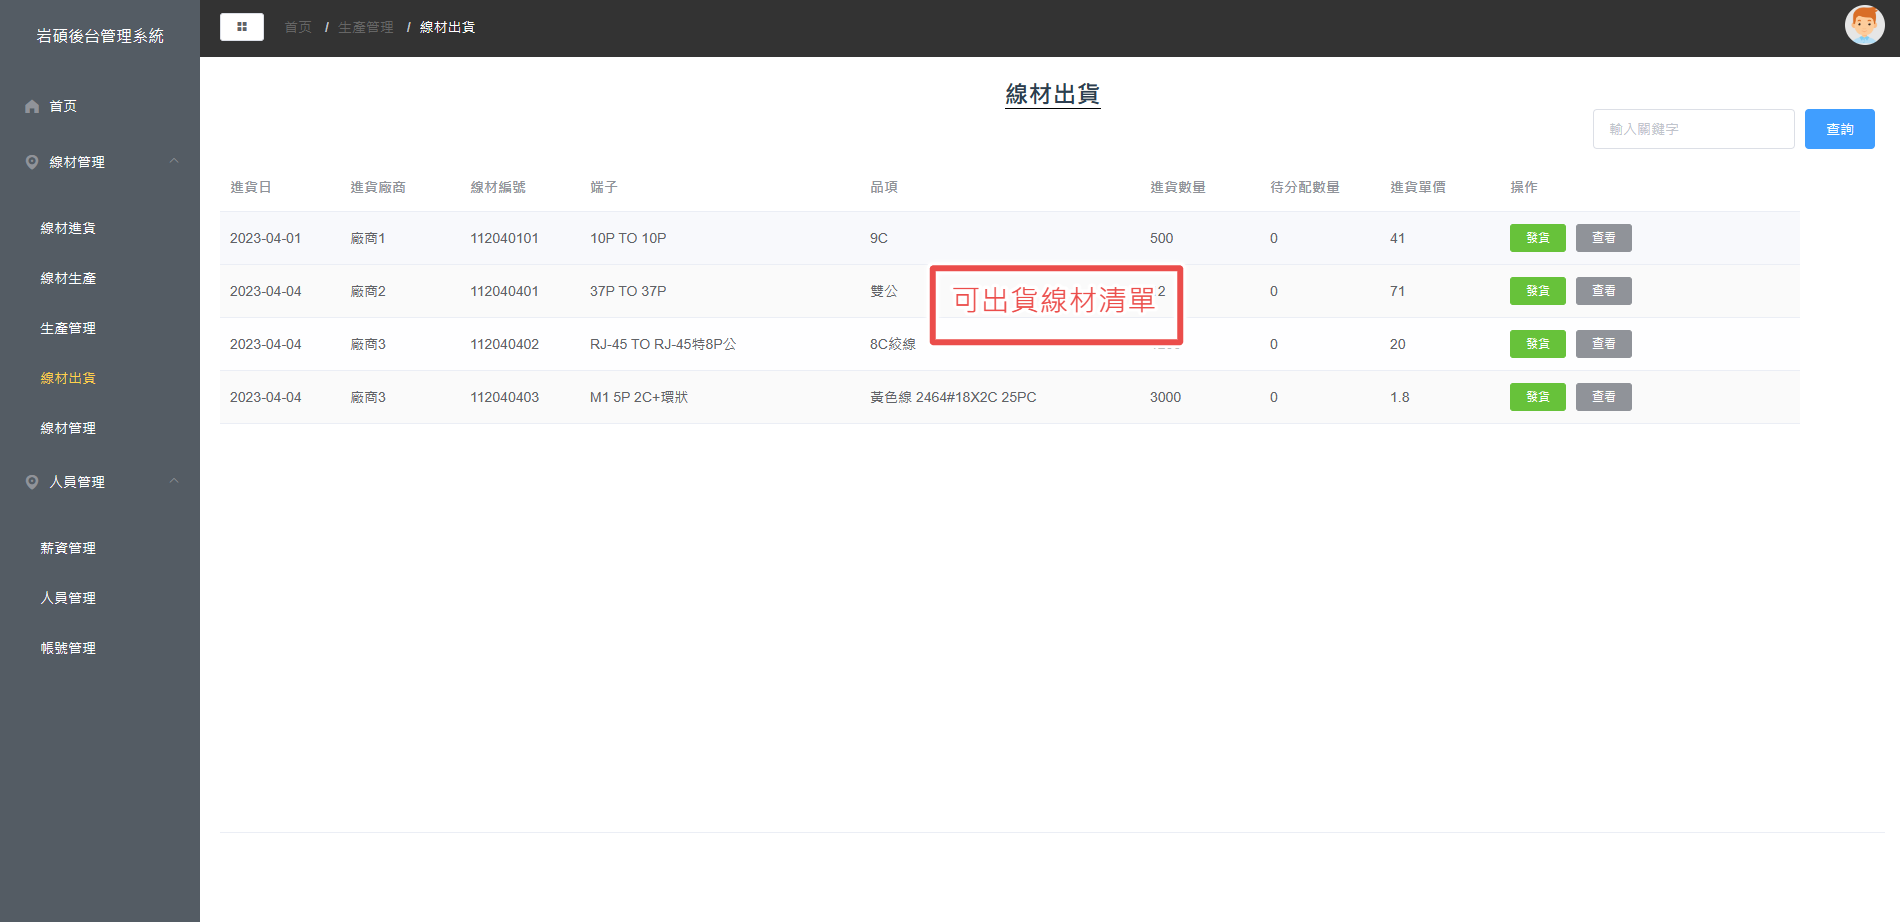 岩碩後台管理系統
首页
線材管理
線材進貨
線材生產
生產管理
線材出貨
線材管理
人員管理
薪資管理
人員管理
帳號管理
首页 / 生產管理 / 線材出貨
線材出貨
輸入關鍵字 查詢
進貨日 進貨廠商 線材編號 端子 品項 進貨數量 待分配數量 進貨單價 操作
2023-04-01 廠商1 112040101 10P TO 10P 9C 500 0 41 發貨 查看
2023-04-04 廠商2 112040401 37P TO 37P 雙公 2 0 71 發貨 查看
可出貨線材清單
2023-04-04 廠商3 112040402 RJ-45 TO RJ-45特8P公 8C絞線 0 20 發貨 查看
2023-04-04 廠商3 112040403 M1 5P 2C+環狀 黃色線 2464#18X2C 25PC 3000 0 1.8 發貨 查看